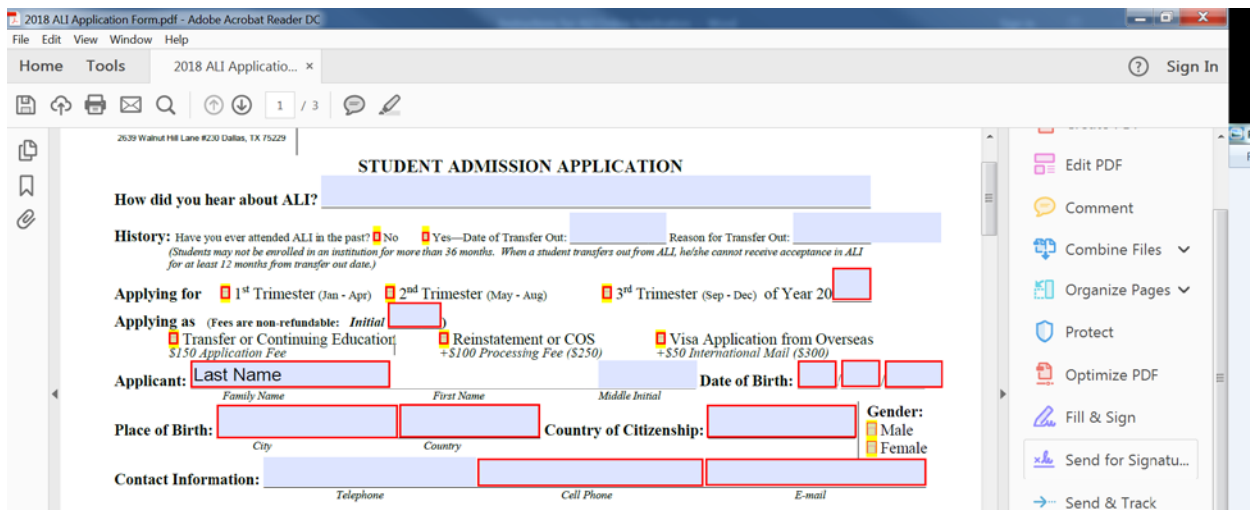 2018 ALI Application Form.pdf - Adobe Acrobat Reader DC
File Edit View Window Help
Home Tools 2018 ALI Applicatio... × ? Sign In
1 / 3
2639 Walnut Hill Lane #230 Dallas, TX 75229
STUDENT ADMISSION APPLICATION
How did you hear about ALI?
History: Have you ever attended ALI in the past? No Yes—Date of Transfer Out: Reason for Transfer Out:
(Students may not be enrolled in an institution for more than 36 months. When a student transfers out from ALI, he/she cannot receive acceptance in ALI
for at least 12 months from transfer out date.)
Applying for 1st Trimester (Jan - Apr) 2nd Trimester (May - Aug) 3rd Trimester (Sep - Dec) of Year 20
Applying as (Fees are non-refundable: Initial )
Transfer or Continuing Education Reinstatement or COS Visa Application from Overseas
$150 Application Fee +$100 Processing Fee ($250) +$50 International Mail ($300)
Applicant: Last Name Date of Birth: / /
Family Name First Name Middle Initial
Place of Birth: Country of Citizenship: Gender:
Male
Female
City Country
Contact Information:
Telephone Cell Phone E-mail
Edit PDF
Comment
Combine Files
Organize Pages
Protect
Optimize PDF
Fill & Sign
Send for Signatu...
Send & Track